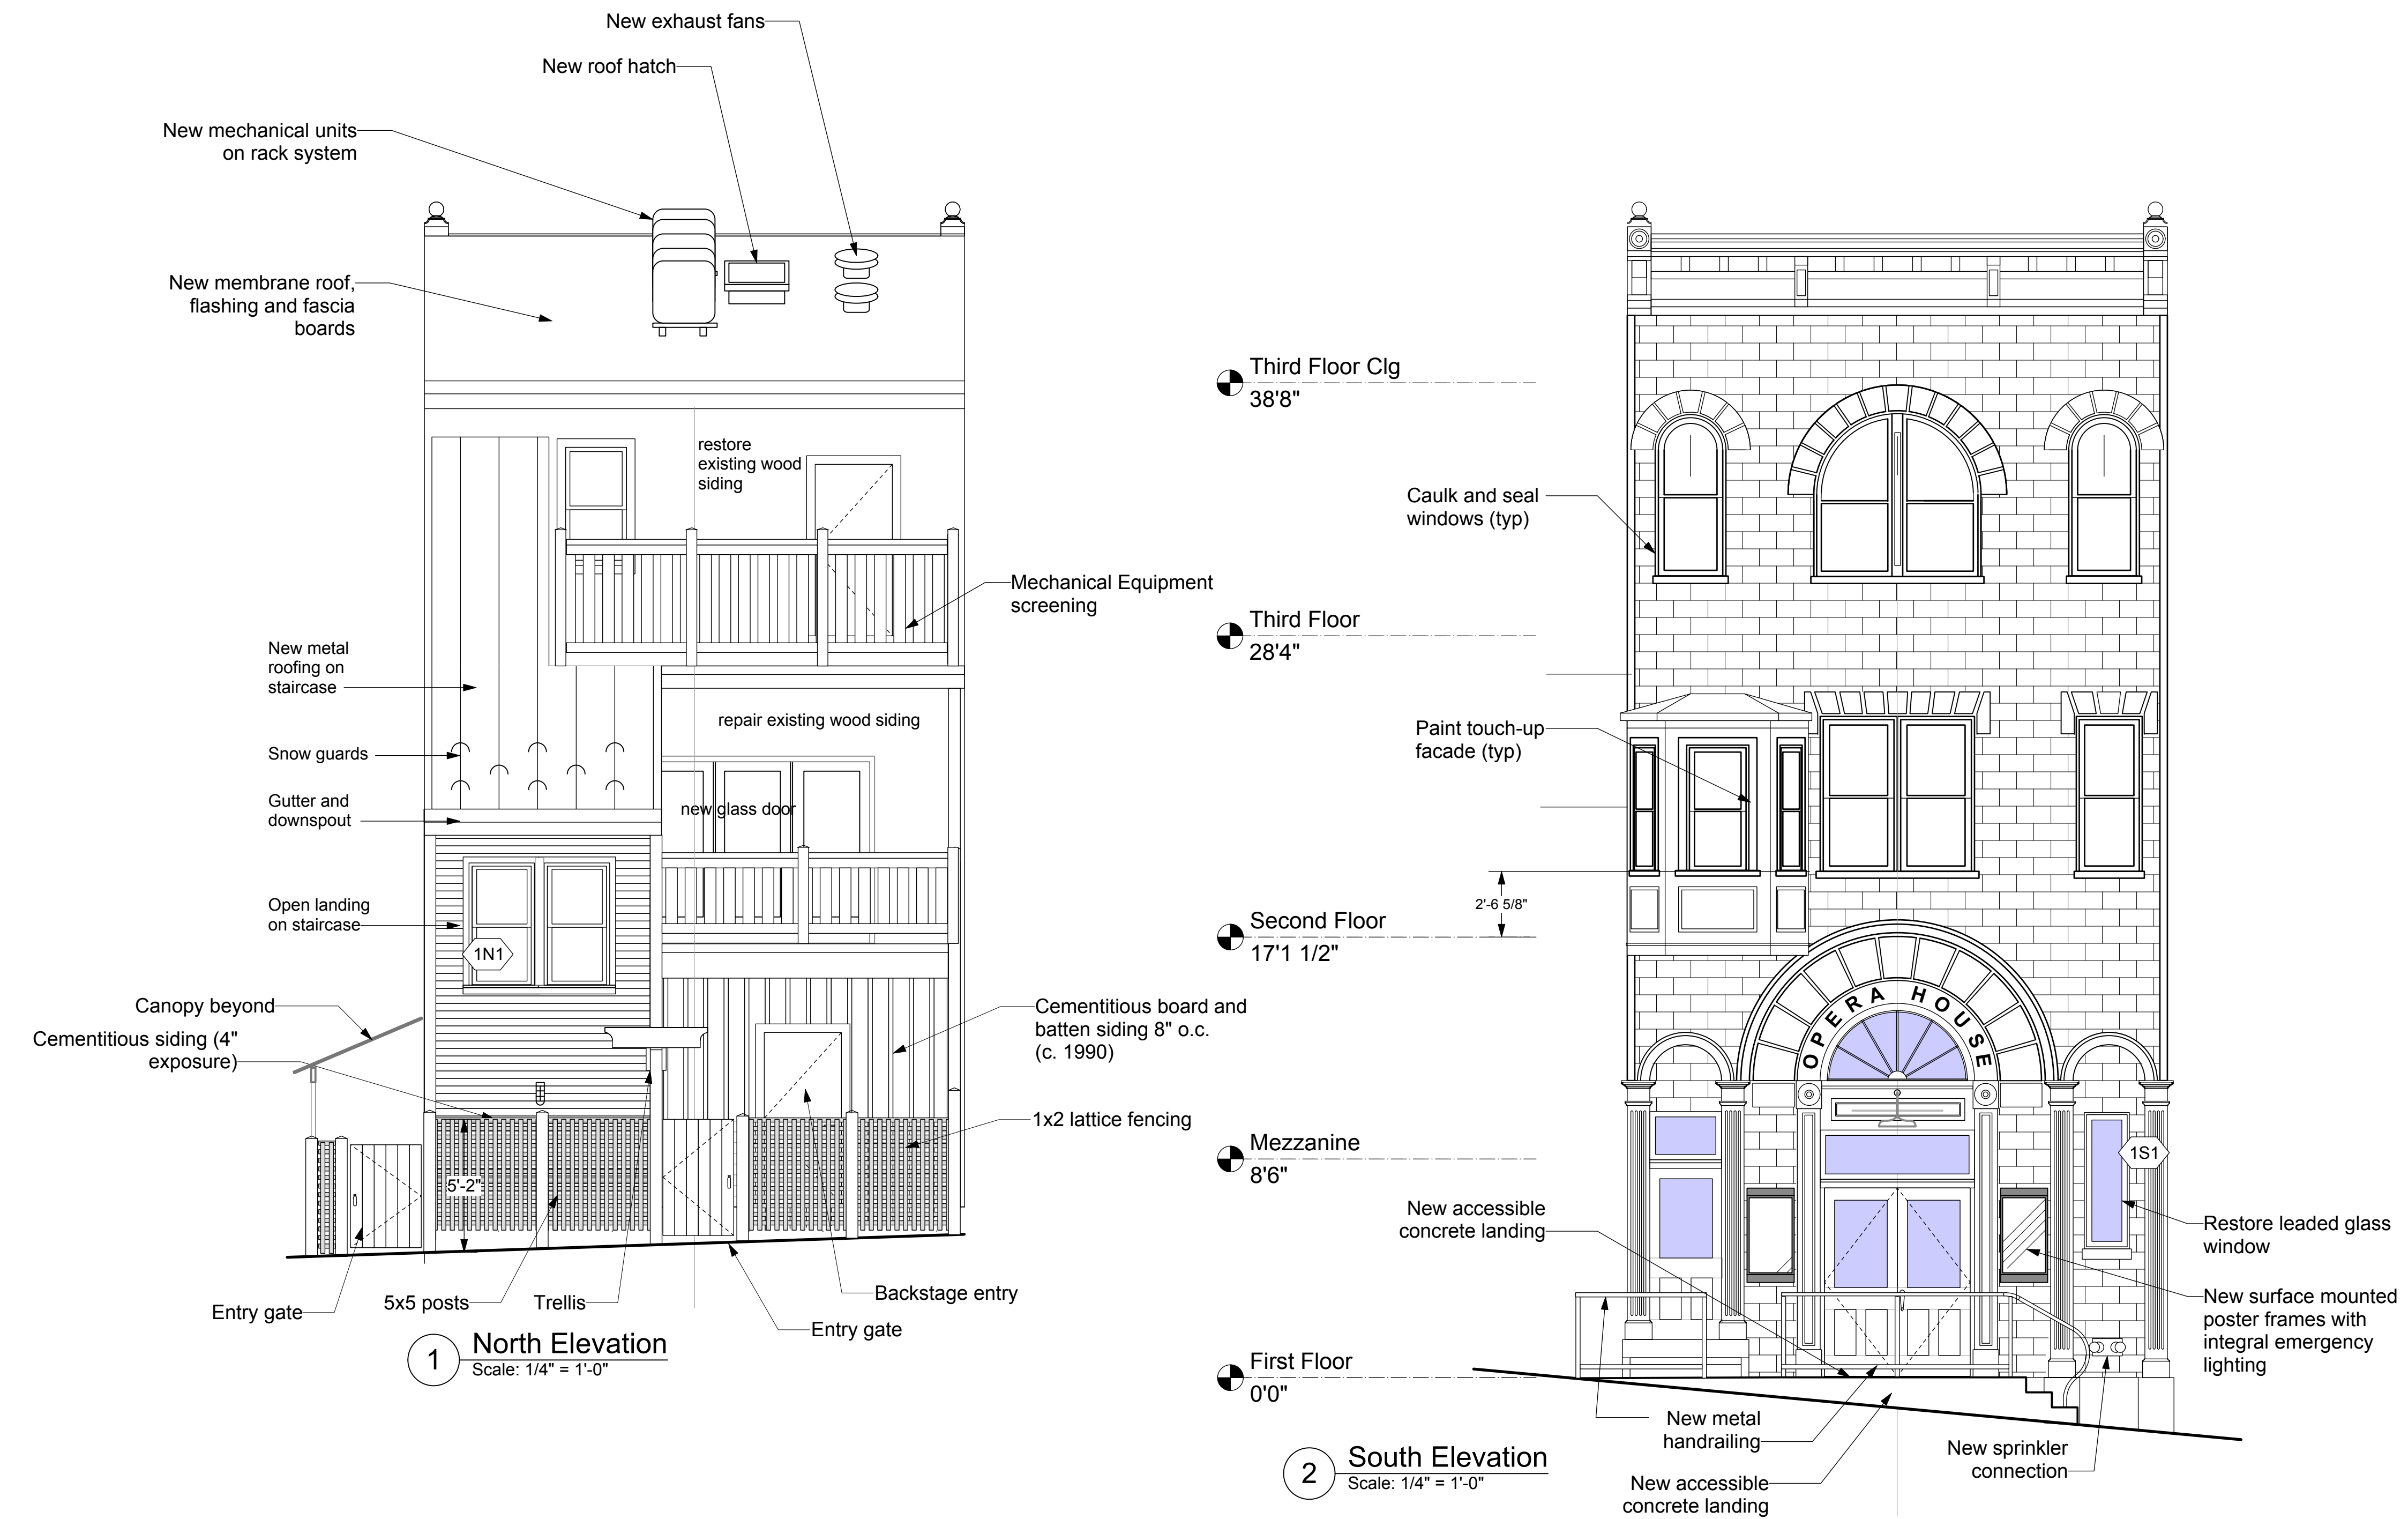 New exhaust fans
New roof hatch
New mechanical units
on rack system
New membrane roof,
flashing and fascia
boards
restore
existing wood
siding
Mechanical Equipment
screening
New metal
roofing on
staircase
repair existing wood siding
Snow guards
new glass door
Gutter and
downspout
Open landing
on staircase
1N1
Canopy beyond
Cementitious siding (4"
exposure)
Cementitious board and
batten siding 8" o.c.
(c. 1990)
1x2 lattice fencing
5'-2"
Entry gate
5x5 posts
Trellis
Backstage entry
Entry gate
1
North Elevation
Scale: 1/4" = 1'-0"
Third Floor Clg
38'8"
Caulk and seal
windows (typ)
Third Floor
28'4"
Paint touch-up
facade (typ)
2'-6 5/8"
Second Floor
17'1 1/2"
OPERA HOUSE
Mezzanine
8'6"
1S1
New accessible
concrete landing
Restore leaded glass
window
New surface mounted
poster frames with
integral emergency
lighting
First Floor
0'0"
New metal
handrailing
New sprinkler
connection
New accessible
concrete landing
2
South Elevation
Scale: 1/4" = 1'-0"